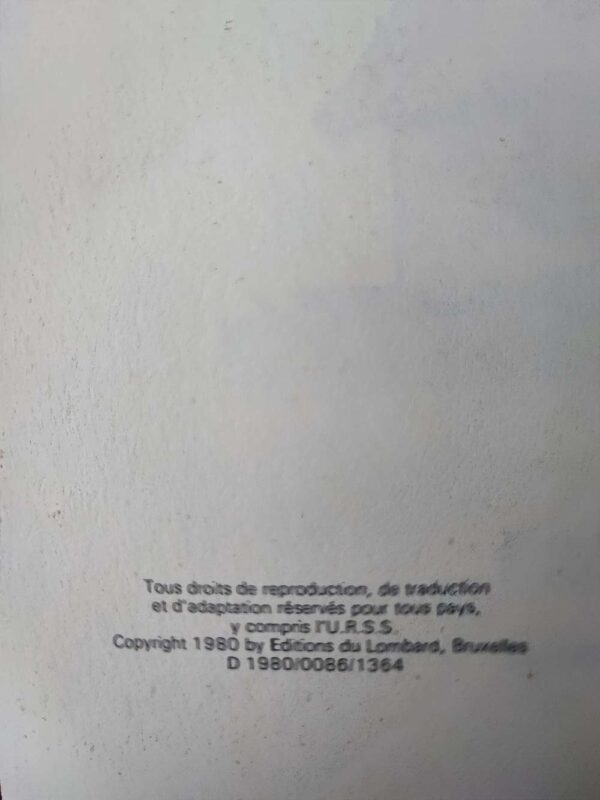 Tous droits de reproduction, de traduction
et d'adaptation réservés pour tous pays,
y compris l'U.R.S.S.
Copyright 1980 by Editions du Lombard, Bruxelles
D 1980/0086/1364